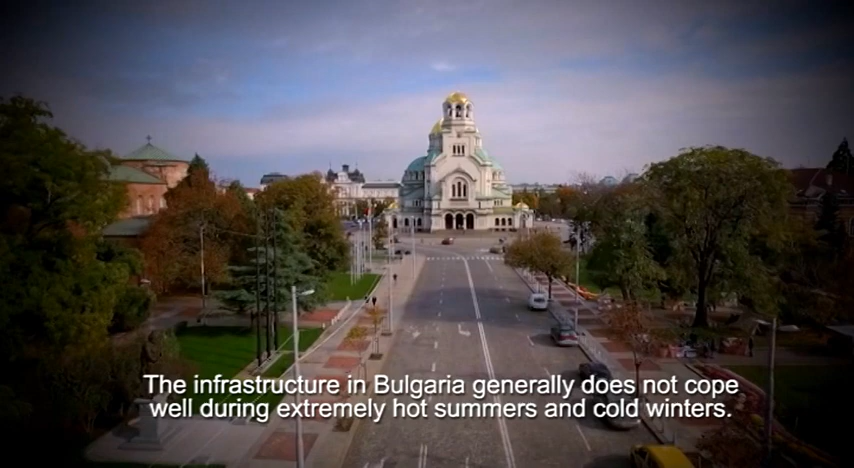 The infrastructure in Bulgaria generally does not cope
well during extremely hot summers and cold winters.